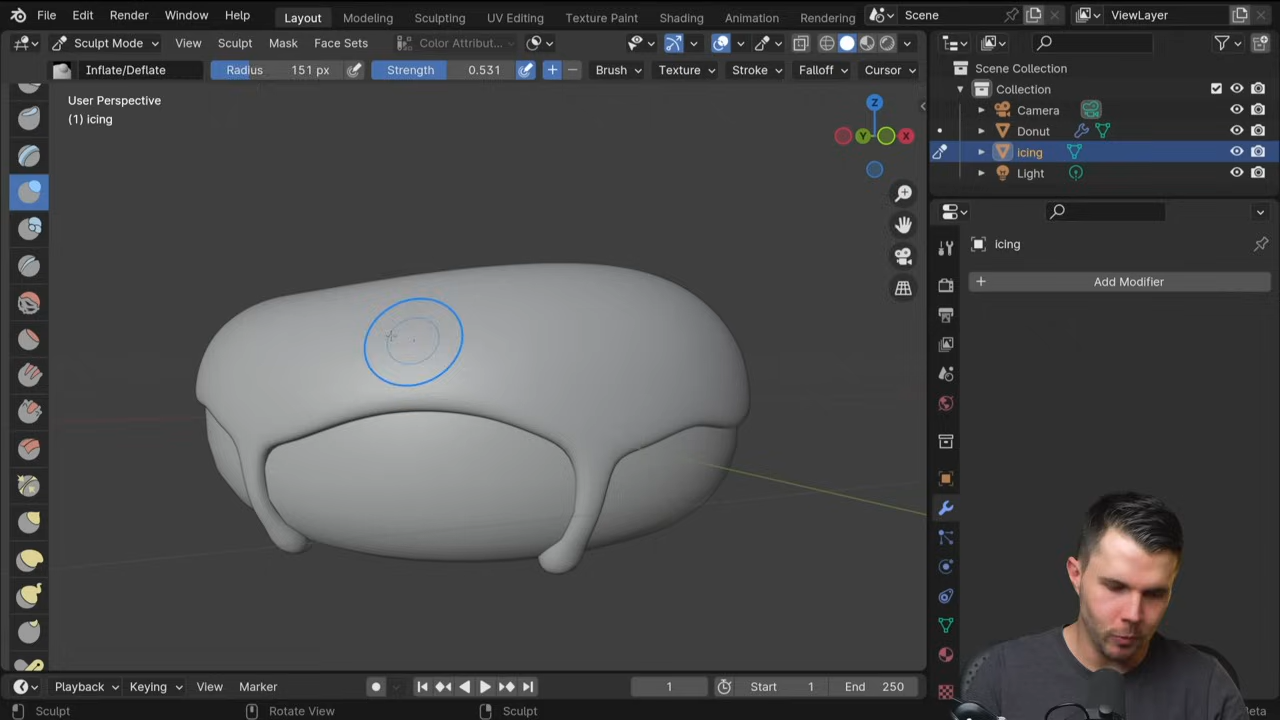 File Edit Render Window Help Layout Modeling Sculpting UV Editing Texture Paint Shading Animation Rendering Scene ViewLayer
Sculpt Mode View Sculpt Mask Face Sets Color Attribut...
Inflate/Deflate Radius 151 px Strength 0.531 Brush Texture Stroke Falloff Cursor
User Perspective
(1) icing
Z
Y
X
Scene Collection
Collection
Camera
Donut
icing
Light
icing
Add Modifier
Playback Keying View Marker 1 Start 1 End 250
Sculpt Rotate View Sculpt